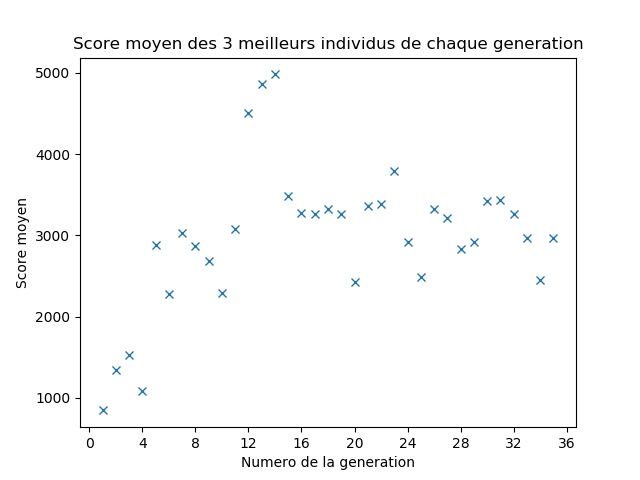 Score moyen des 3 meilleurs individus de chaque generation
5000
4000
3000
2000
1000
Score moyen
0 4 8 12 16 20 24 28 32 36
Numero de la generation